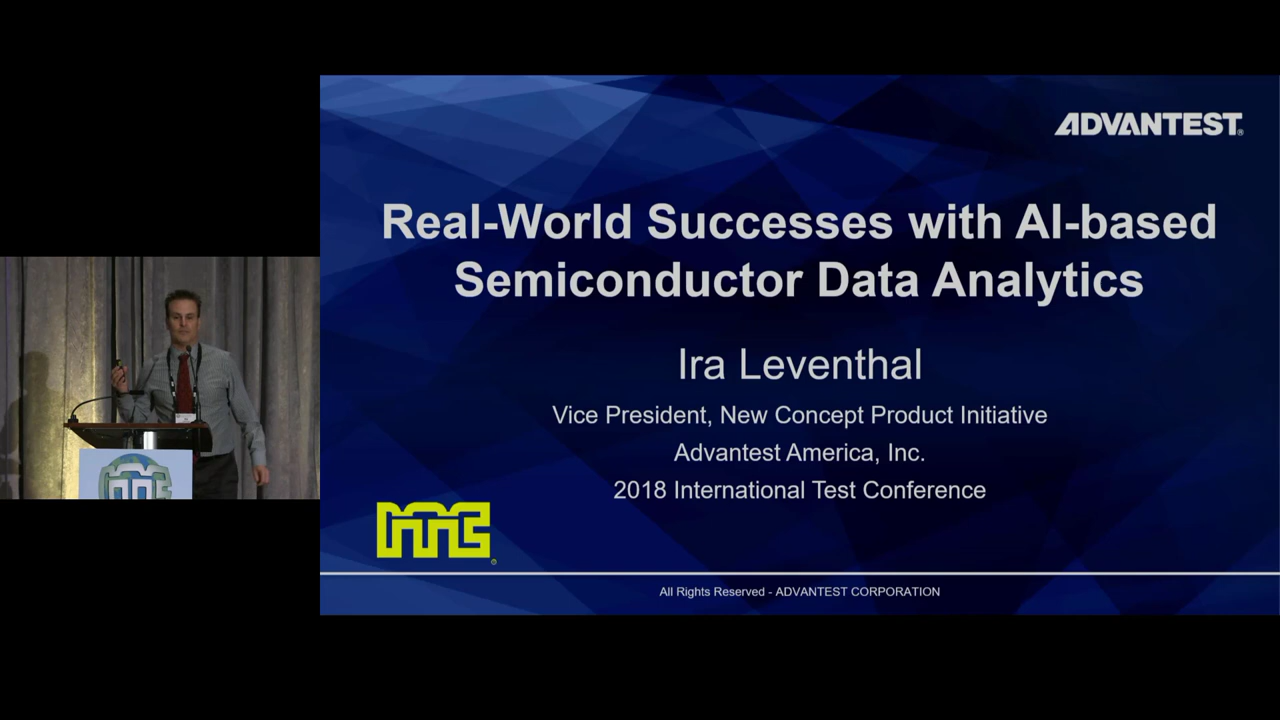 ADVANTEST®
Real-World Successes with AI-based
Semiconductor Data Analytics
Ira Leventhal
Vice President, New Concept Product Initiative
Advantest America, Inc.
2018 International Test Conference
ITC®
All Rights Reserved - ADVANTEST CORPORATION